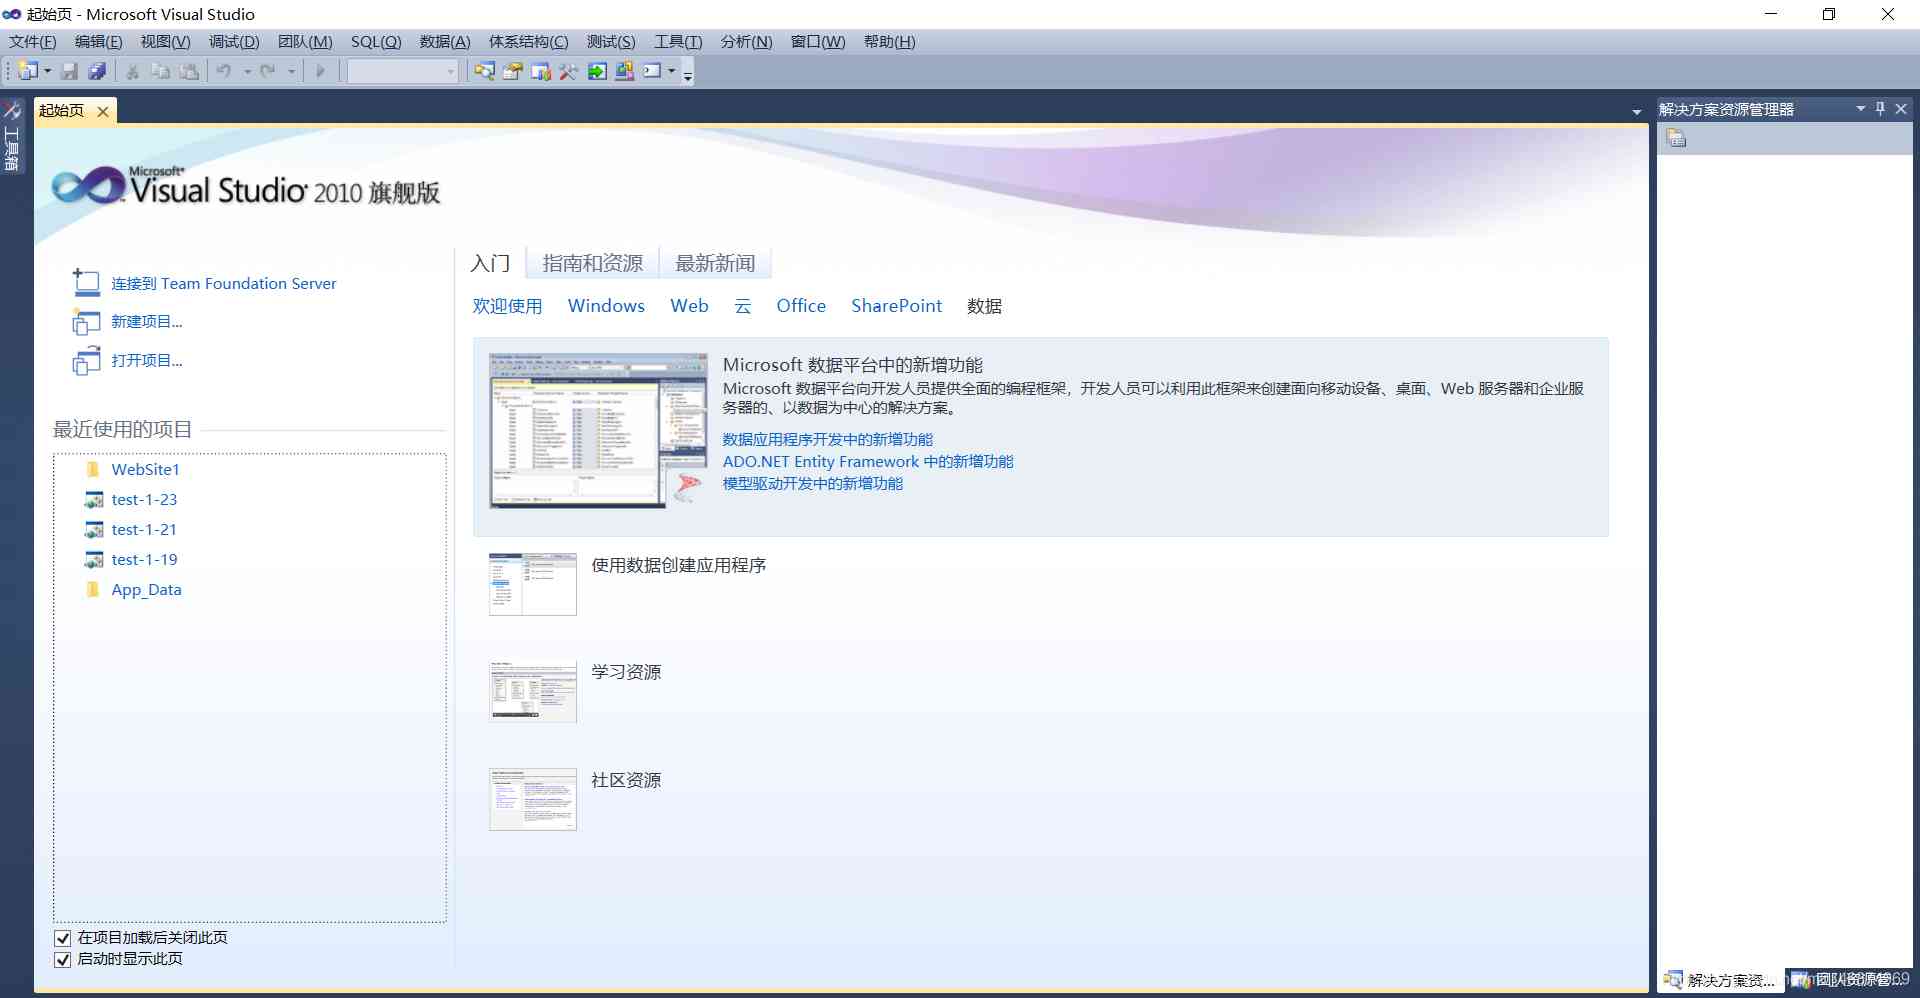 起始页 - Microsoft Visual Studio
文件(F) 编辑(E) 视图(V) 调试(D) 团队(M) SQL(Q) 数据(A) 体系结构(C) 测试(S) 工具(T) 分析(N) 窗口(W) 帮助(H)
工具箱
起始页
解决方案资源管理器
Microsoft
Visual Studio 2010 旗舰版
连接到 Team Foundation Server
新建项目...
打开项目...
最近使用的项目
WebSite1
test-1-23
test-1-21
test-1-19
App_Data
在项目加载后关闭此页
启动时显示此页
入门 指南和资源 最新新闻
欢迎使用 Windows Web 云 Office SharePoint 数据
Microsoft 数据平台中的新增功能
Microsoft 数据平台向开发人员提供全面的编程框架，开发人员可以利用此框架来创建面向移动设备、桌面、Web 服务器和企业服
务器的、以数据为中心的解决方案。
数据应用程序开发中的新增功能
ADO.NET Entity Framework 中的新增功能
模型驱动开发中的新增功能
使用数据创建应用程序
学习资源
社区资源
解决方案资... 团队资源管...